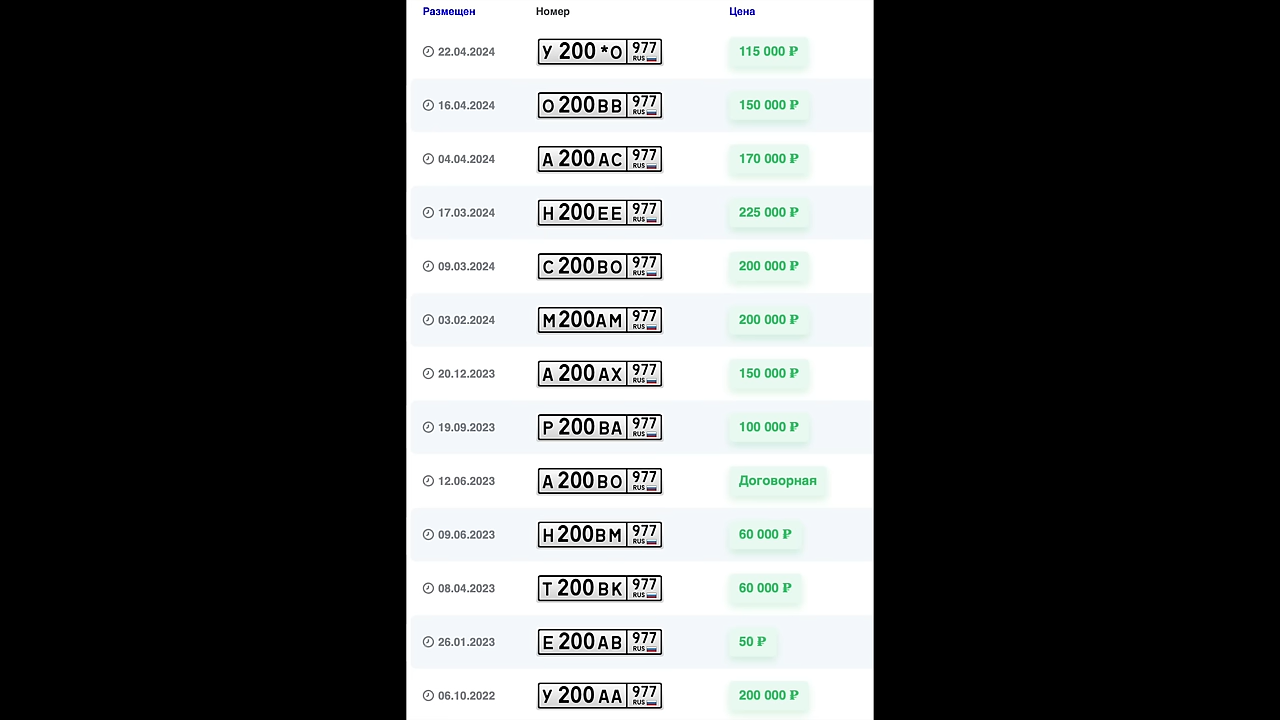 Размещен Номер Цена
22.04.2024 У 200 *О 977 RUS 115 000 ₽
16.04.2024 О 200 ВВ 977 RUS 150 000 ₽
04.04.2024 А 200 АС 977 RUS 170 000 ₽
17.03.2024 Н 200 ЕЕ 977 RUS 225 000 ₽
09.03.2024 С 200 ВО 977 RUS 200 000 ₽
03.02.2024 М 200 АМ 977 RUS 200 000 ₽
20.12.2023 А 200 АХ 977 RUS 150 000 ₽
19.09.2023 Р 200 ВА 977 RUS 100 000 ₽
12.06.2023 А 200 ВО 977 RUS Договорная
09.06.2023 Н 200 ВМ 977 RUS 60 000 ₽
08.04.2023 Т 200 ВК 977 RUS 60 000 ₽
26.01.2023 Е 200 АВ 977 RUS 50 ₽
06.10.2022 У 200 АА 977 RUS 200 000 ₽